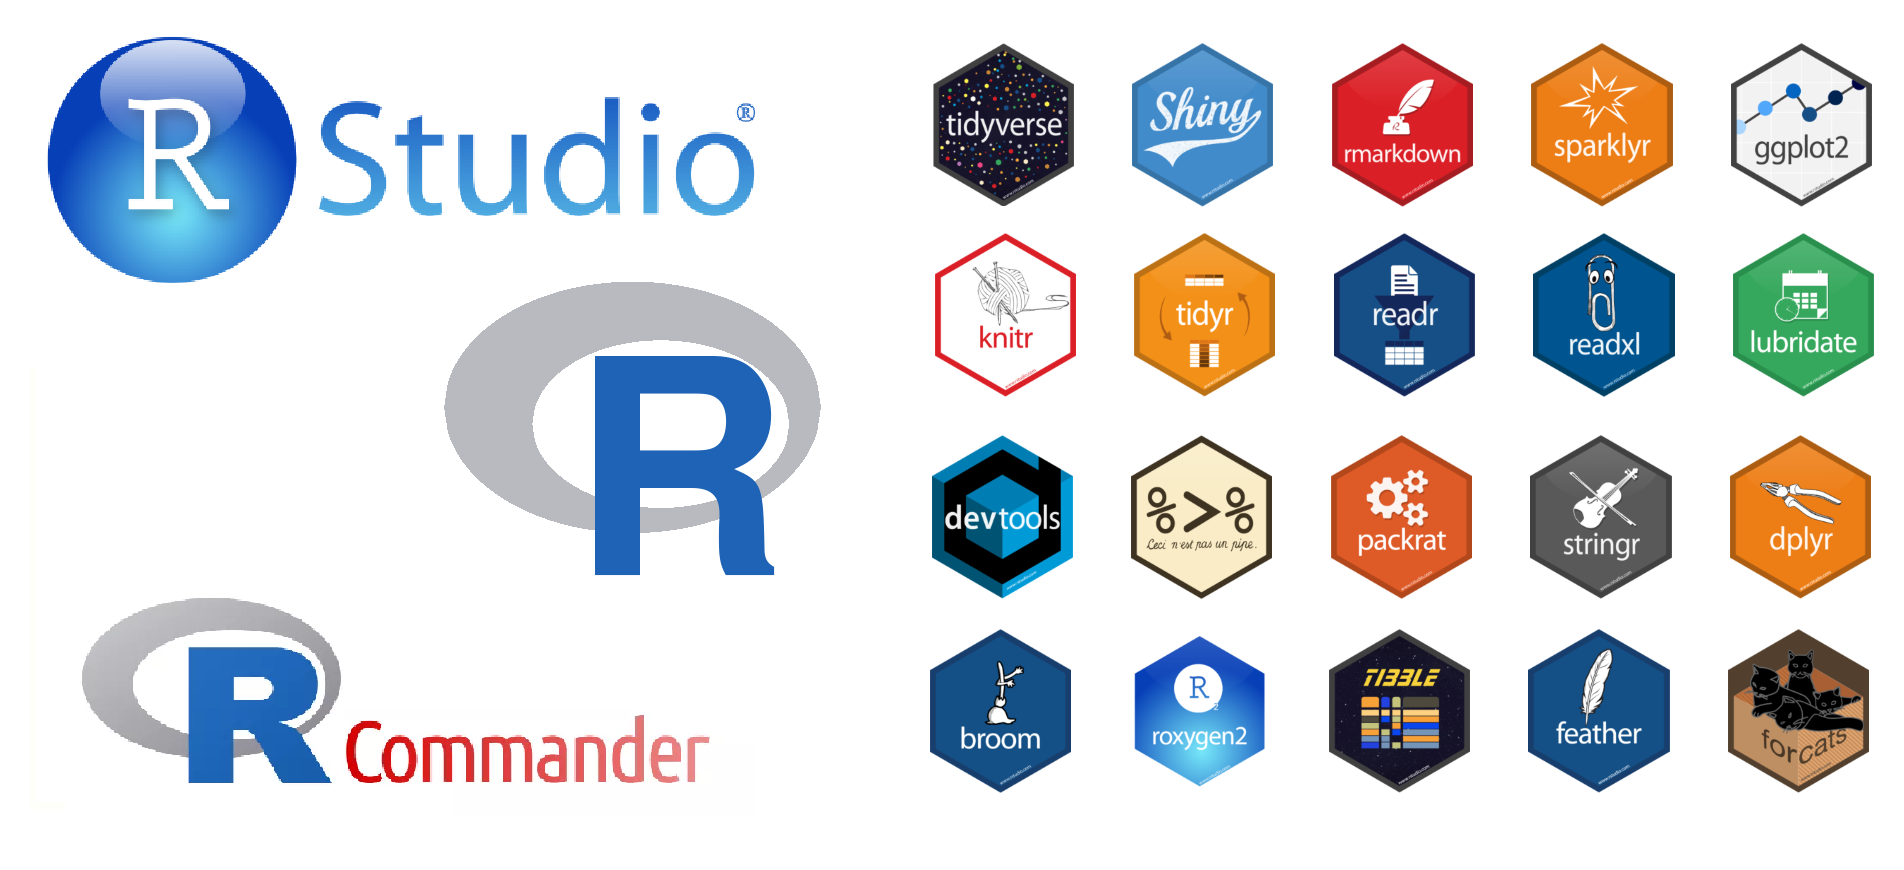 R Studio®
R
R Commander
tidyverse
Shiny
rmarkdown
sparklyr
ggplot2
knitr
tidyr
readr
readxl
lubridate
devtools
%>%
Ceci n'est pas un pipe.
packrat
stringr
dplyr
broom
R
roxygen2
TIBBLE
feather
forcats